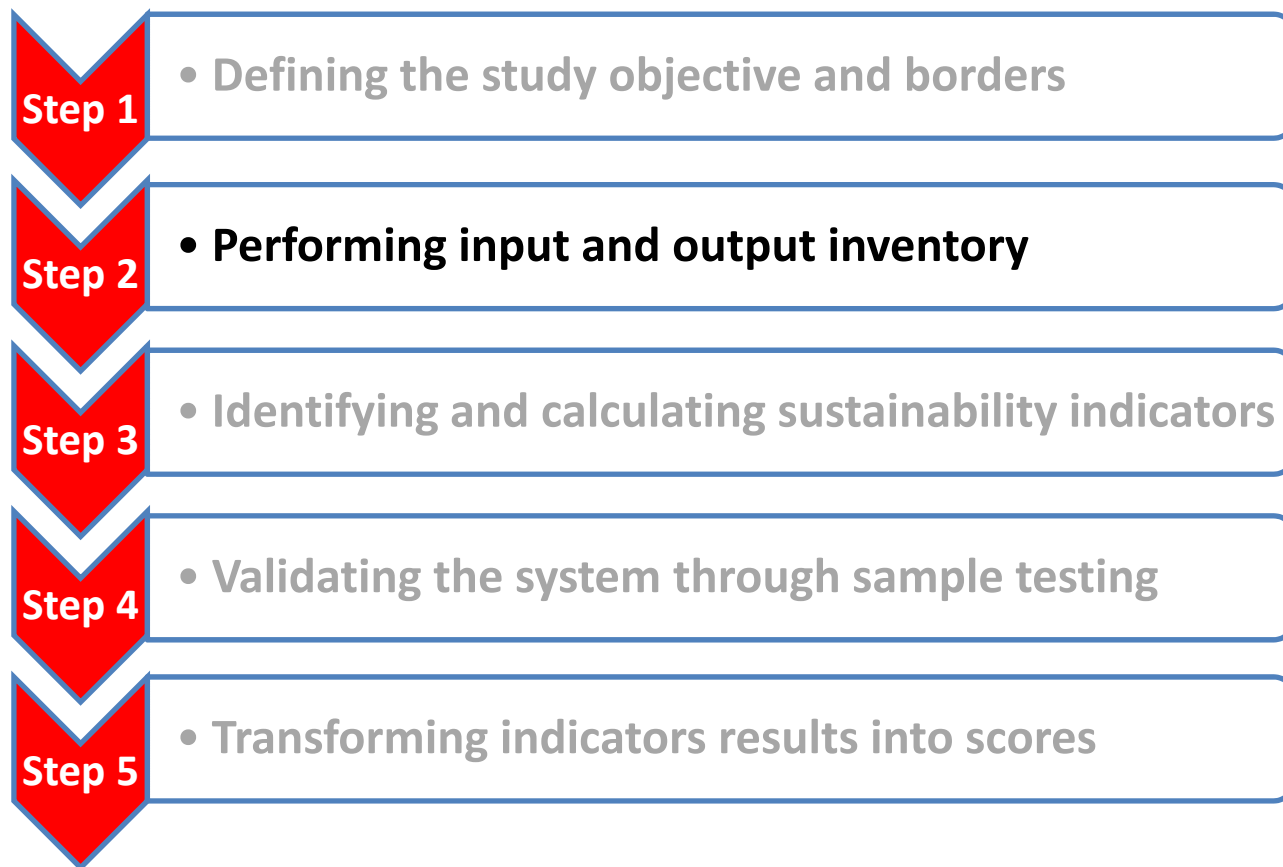 Step 1
• Defining the study objective and borders
Step 2
• Performing input and output inventory
Step 3
• Identifying and calculating sustainability indicators
Step 4
• Validating the system through sample testing
Step 5
• Transforming indicators results into scores